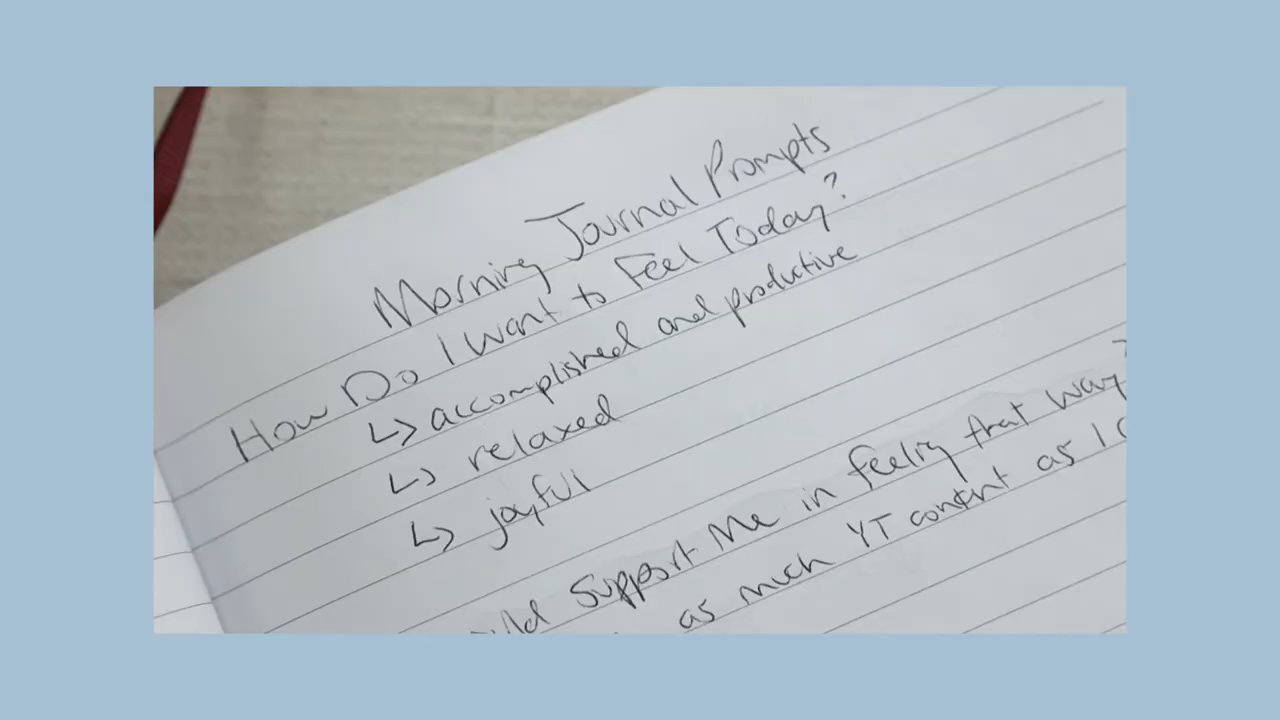 Morning Journal Prompts
How Do I Want to Feel Today?
↳ accomplished and productive
↳ relaxed
↳ joyful
Support Me in feeling that way?
as much YT content as I